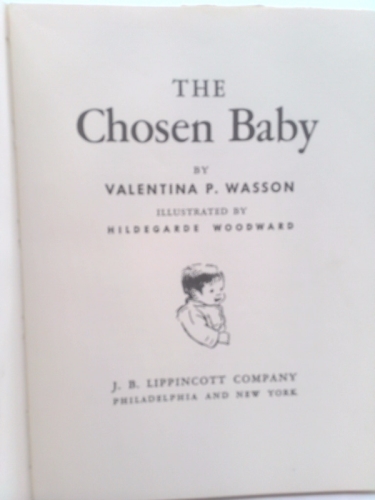 THE
Chosen Baby
BY
VALENTINA P. WASSON
ILLUSTRATED BY
HILDEGARDE WOODWARD
J. B. LIPPINCOTT COMPANY
PHILADELPHIA AND NEW YORK